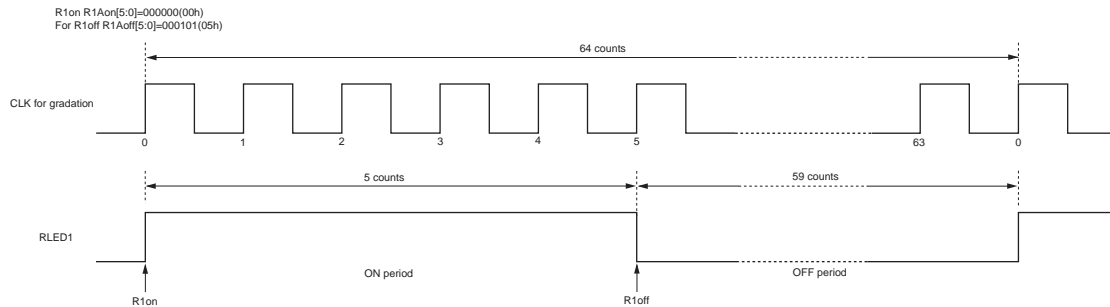 R1on R1Aon[5:0]=000000(00h)
For R1off R1Aoff[5:0]=000101(05h)
64 counts
CLK for gradation
0 1 2 3 4 5 63 0
5 counts 59 counts
RLED1
ON period OFF period
R1on R1off